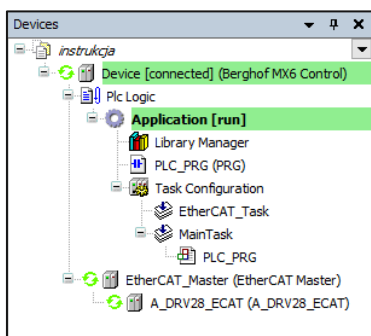 Devices
instrukcja
Device [connected] (Berghof MX6 Control)
Plc Logic
Application [run]
Library Manager
PLC_PRG (PRG)
Task Configuration
EtherCAT_Task
MainTask
PLC_PRG
EtherCAT_Master (EtherCAT Master)
A_DRV28_ECAT (A_DRV28_ECAT)